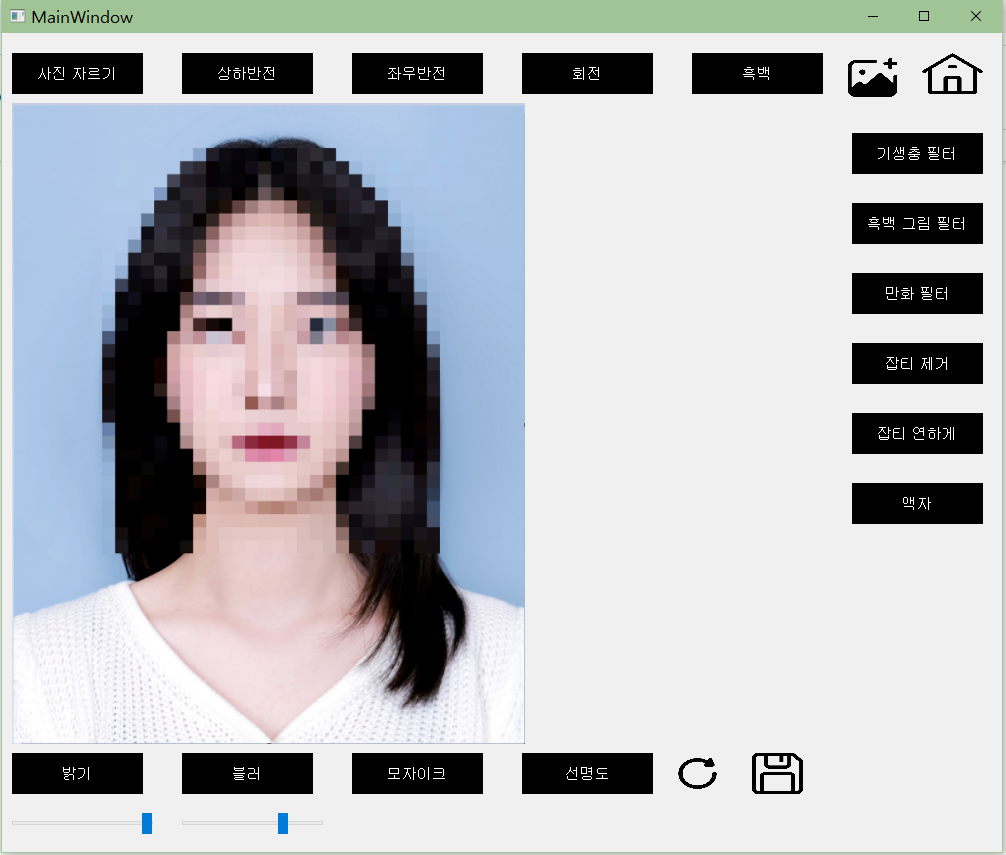 MainWindow
사진 자르기
상하반전
좌우반전
회전
흑백
기생충 필터
흑백 그림 필터
만화 필터
잡티 제거
잡티 연하게
액자
밝기
블러
모자이크
선명도